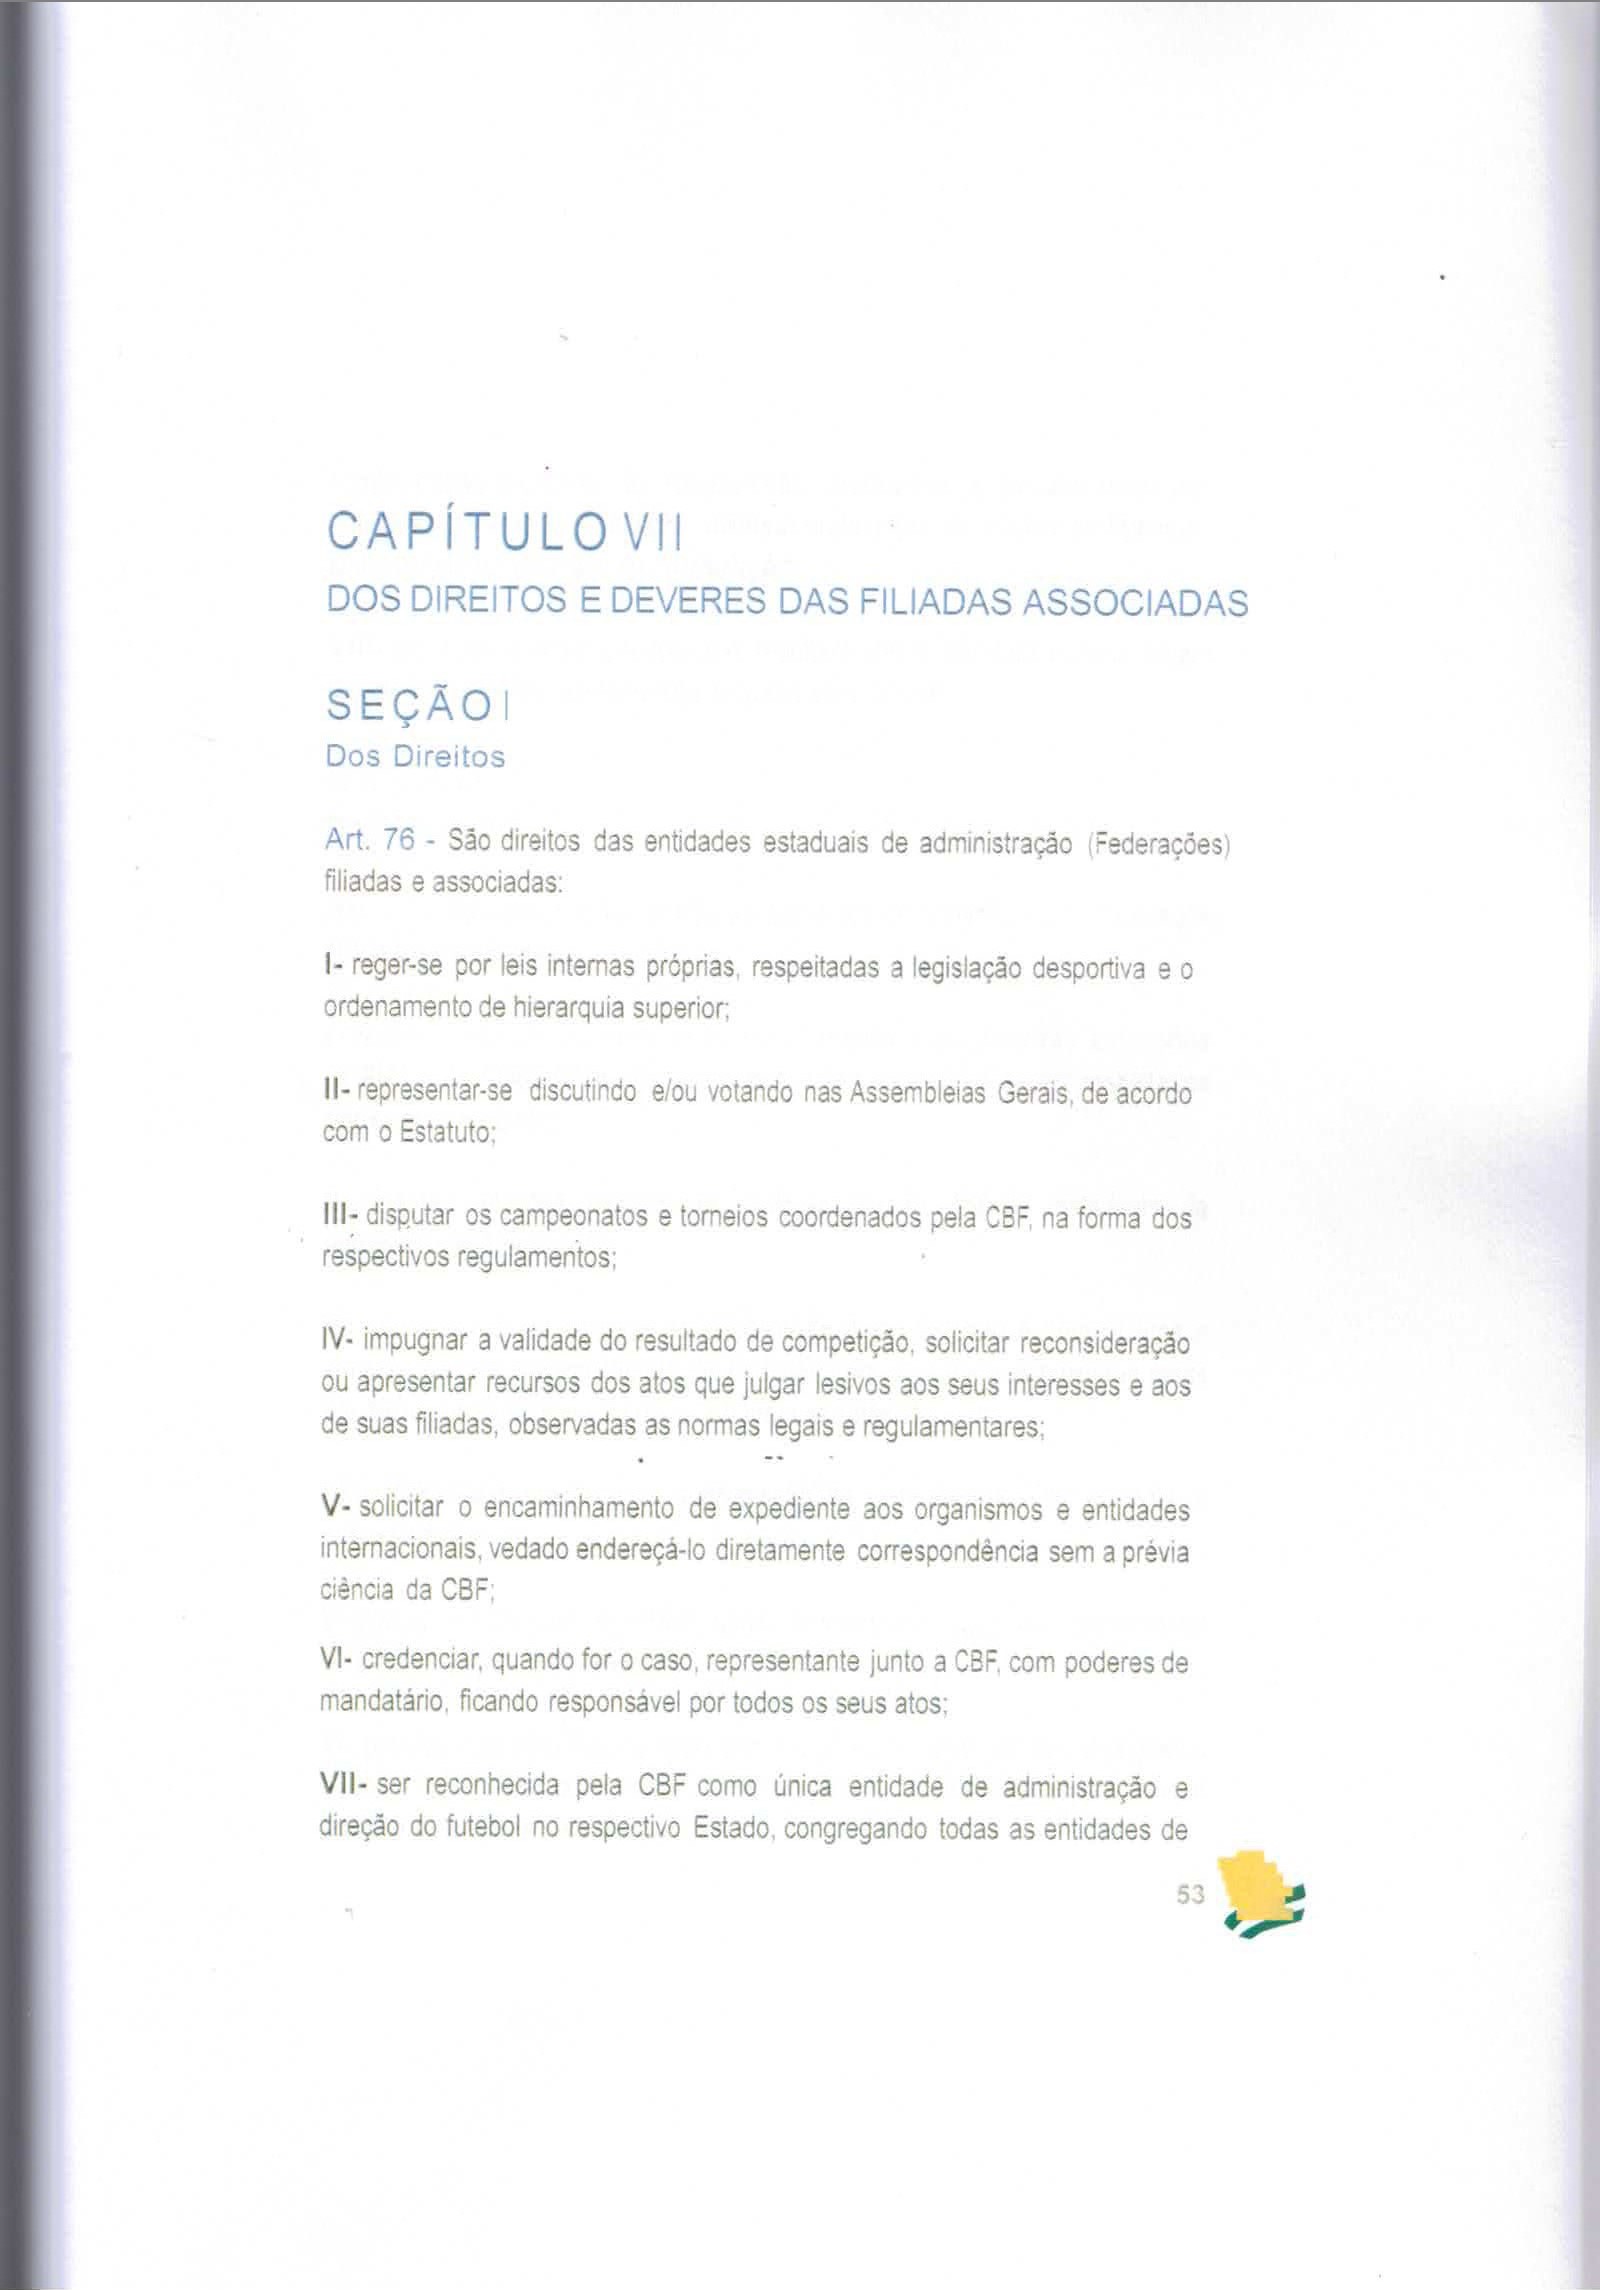 CAPÍTULO VII
DOS DIREITOS E DEVERES DAS FILIADAS ASSOCIADAS
SEÇÃO I
Dos Direitos
Art. 76 - São direitos das entidades estaduais de administração (Federações)
filiadas e associadas:
I- reger-se por leis internas próprias, respeitadas a legislação desportiva e o
ordenamento de hierarquia superior;
II- representar-se discutindo e/ou votando nas Assembleias Gerais, de acordo
com o Estatuto;
III- disputar os campeonatos e torneios coordenados pela CBF, na forma dos
respectivos regulamentos;
IV- impugnar a validade do resultado de competição, solicitar reconsideração
ou apresentar recursos dos atos que julgar lesivos aos seus interesses e aos
de suas filiadas, observadas as normas legais e regulamentares;
V- solicitar o encaminhamento de expediente aos organismos e entidades
internacionais, vedado endereçá-lo diretamente correspondência sem a prévia
ciência da CBF;
VI- credenciar, quando for o caso, representante junto a CBF, com poderes de
mandatário, ficando responsável por todos os seus atos;
VII- ser reconhecida pela CBF como única entidade de administração e
direção do futebol no respectivo Estado, congregando todas as entidades de
53